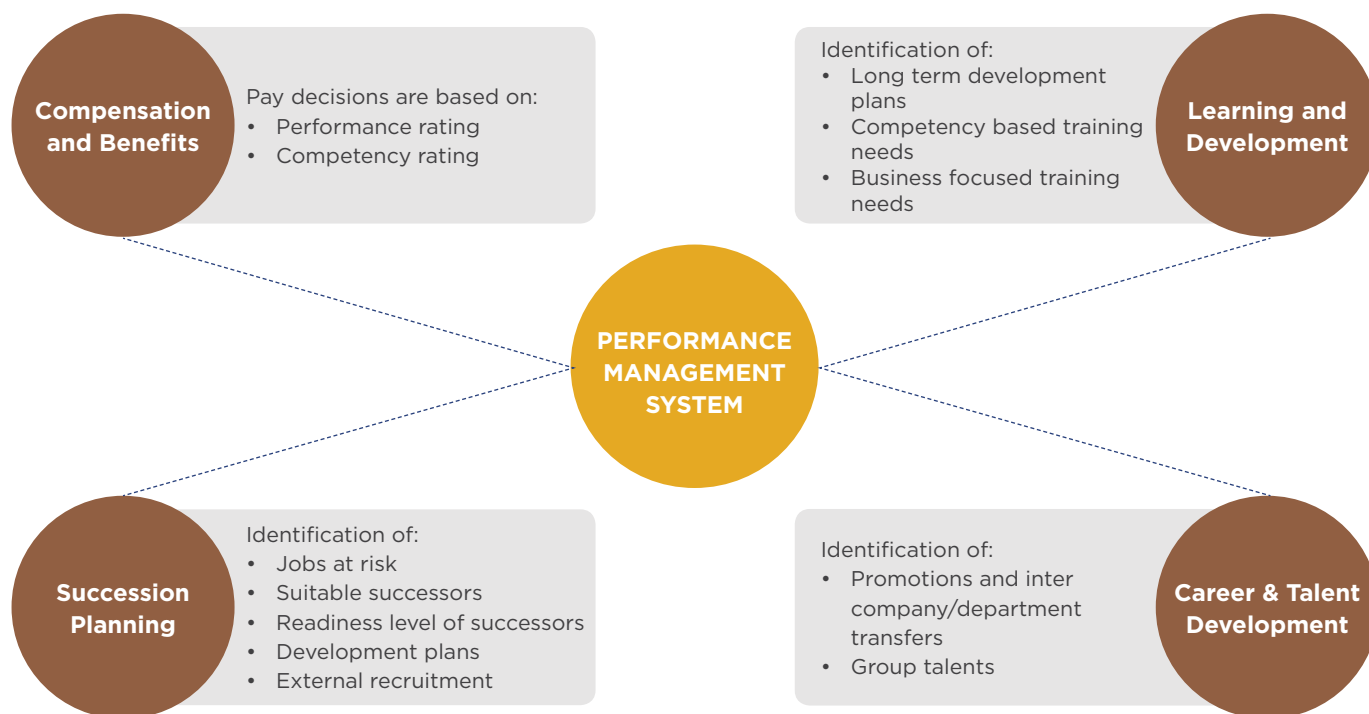 Compensation
and Benefits
Pay decisions are based on:
• Performance rating
• Competency rating
Identification of:
• Long term development
plans
• Competency based training
needs
• Business focused training
needs
Learning and
Development
PERFORMANCE
MANAGEMENT
SYSTEM
Succession
Planning
Identification of:
• Jobs at risk
• Suitable successors
• Readiness level of successors
• Development plans
• External recruitment
Identification of:
• Promotions and inter
company/department
transfers
• Group talents
Career & Talent
Development